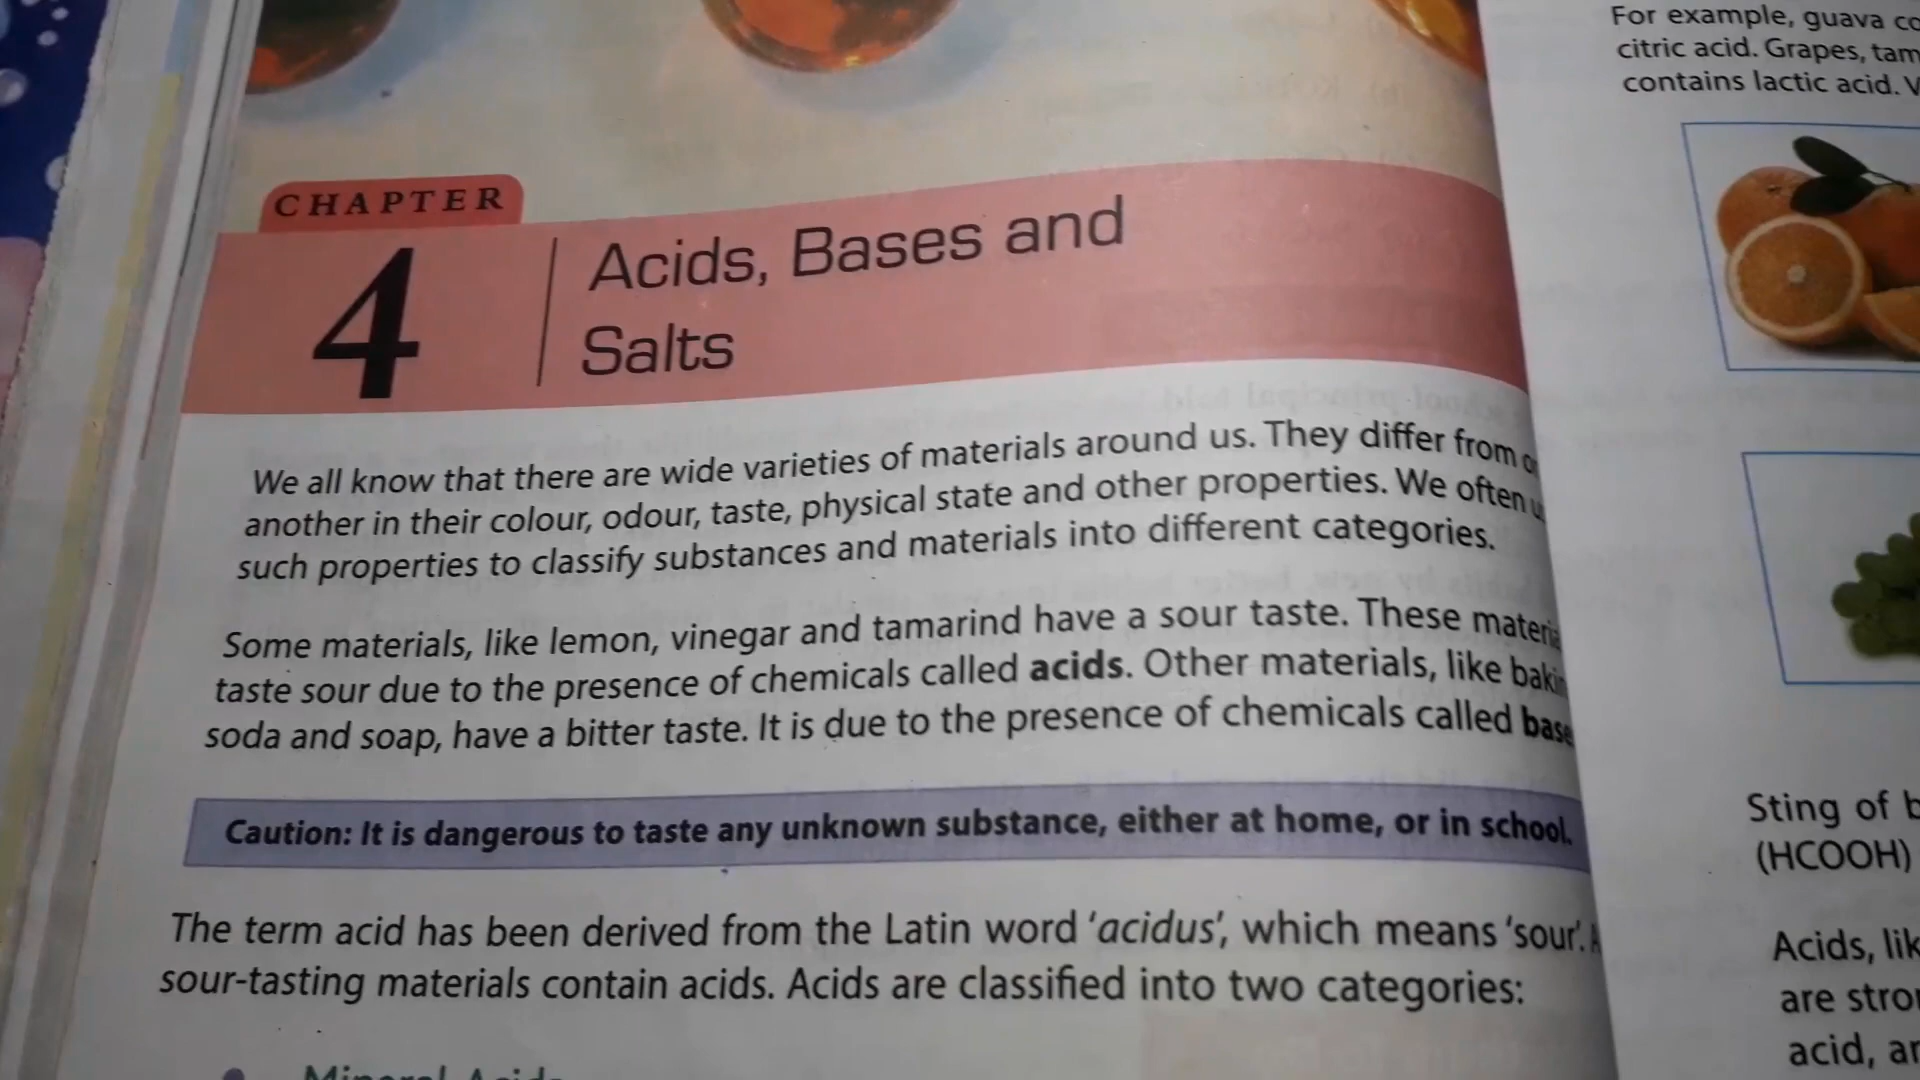 CHAPTER
4
Acids, Bases and
Salts
We all know that there are wide varieties of materials around us. They differ from
another in their colour, odour, taste, physical state and other properties. We often
such properties to classify substances and materials into different categories.
Some materials, like lemon, vinegar and tamarind have a sour taste. These
taste sour due to the presence of chemicals called acids. Other materials, like
soda and soap, have a bitter taste. It is due to the presence of chemicals called
Caution: It is dangerous to taste any unknown substance, either at home, or in school.
The term acid has been derived from the Latin word 'acidus', which means 'sour'.
sour-tasting materials contain acids. Acids are classified into two categories:
Mineral Acids
For example, guava
citric acid. Grapes,
contains lactic acid.
Sting of
(HCOOH)
Acids,
are
acid,